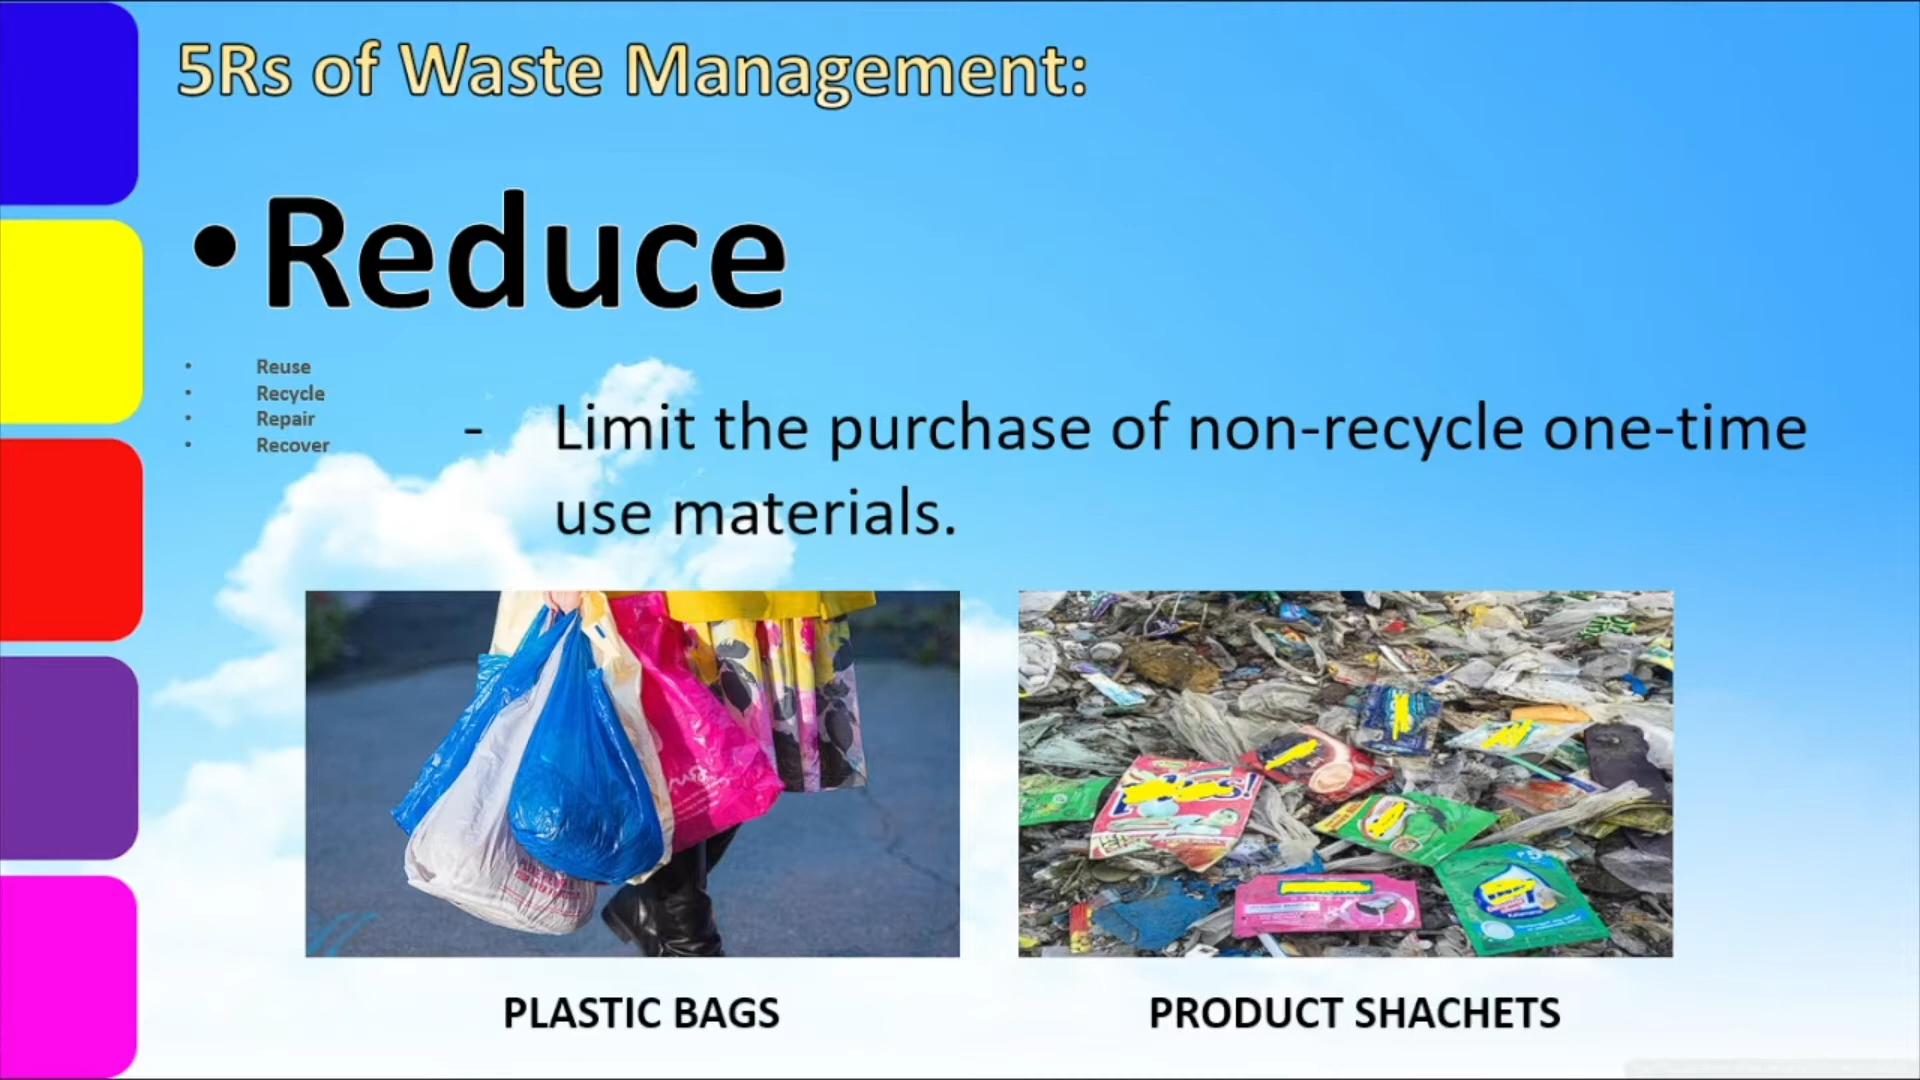 5Rs of Waste Management:
• Reduce
• Reuse
• Recycle
• Repair
• Recover
- Limit the purchase of non-recycle one-time
use materials.
PLASTIC BAGS
PRODUCT SHACHETS